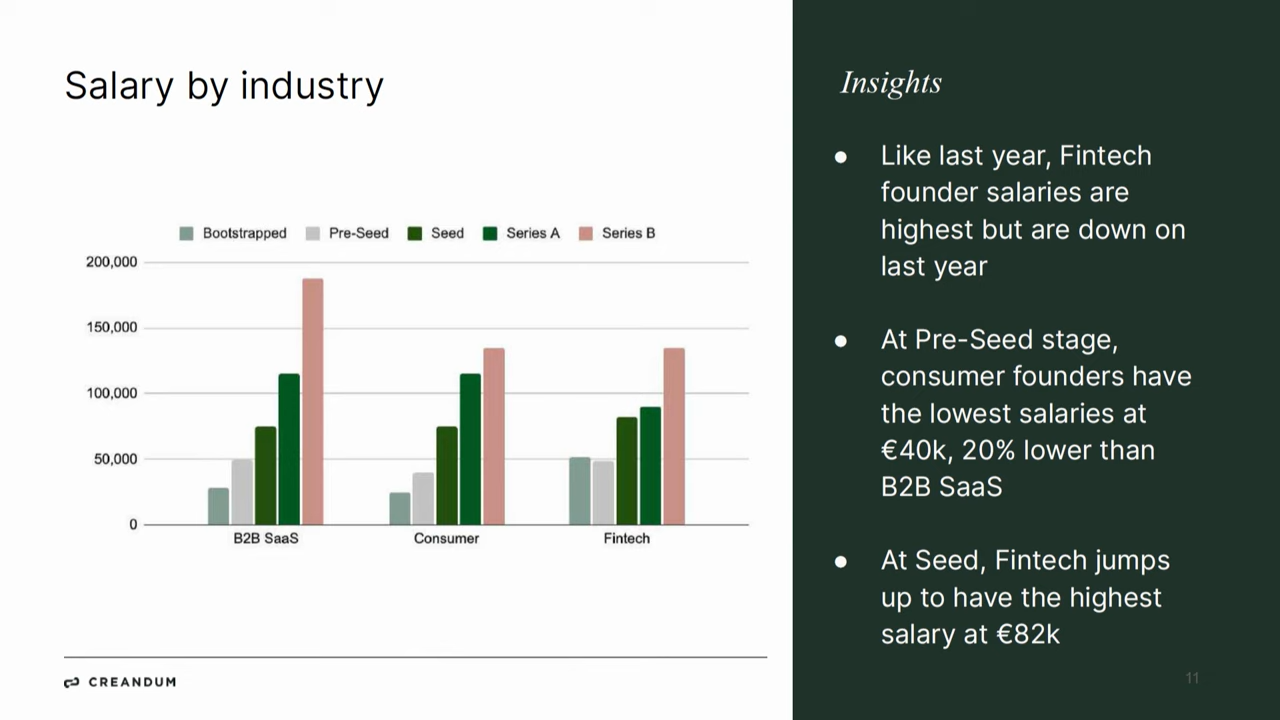 Salary by industry
Bootstrapped Pre-Seed Seed Series A Series B
200,000
150,000
100,000
50,000
0
B2B SaaS Consumer Fintech
CREANDUM
Insights
● Like last year, Fintech
founder salaries are
highest but are down on
last year
● At Pre-Seed stage,
consumer founders have
the lowest salaries at
€40k, 20% lower than
B2B SaaS
● At Seed, Fintech jumps
up to have the highest
salary at €82k
11